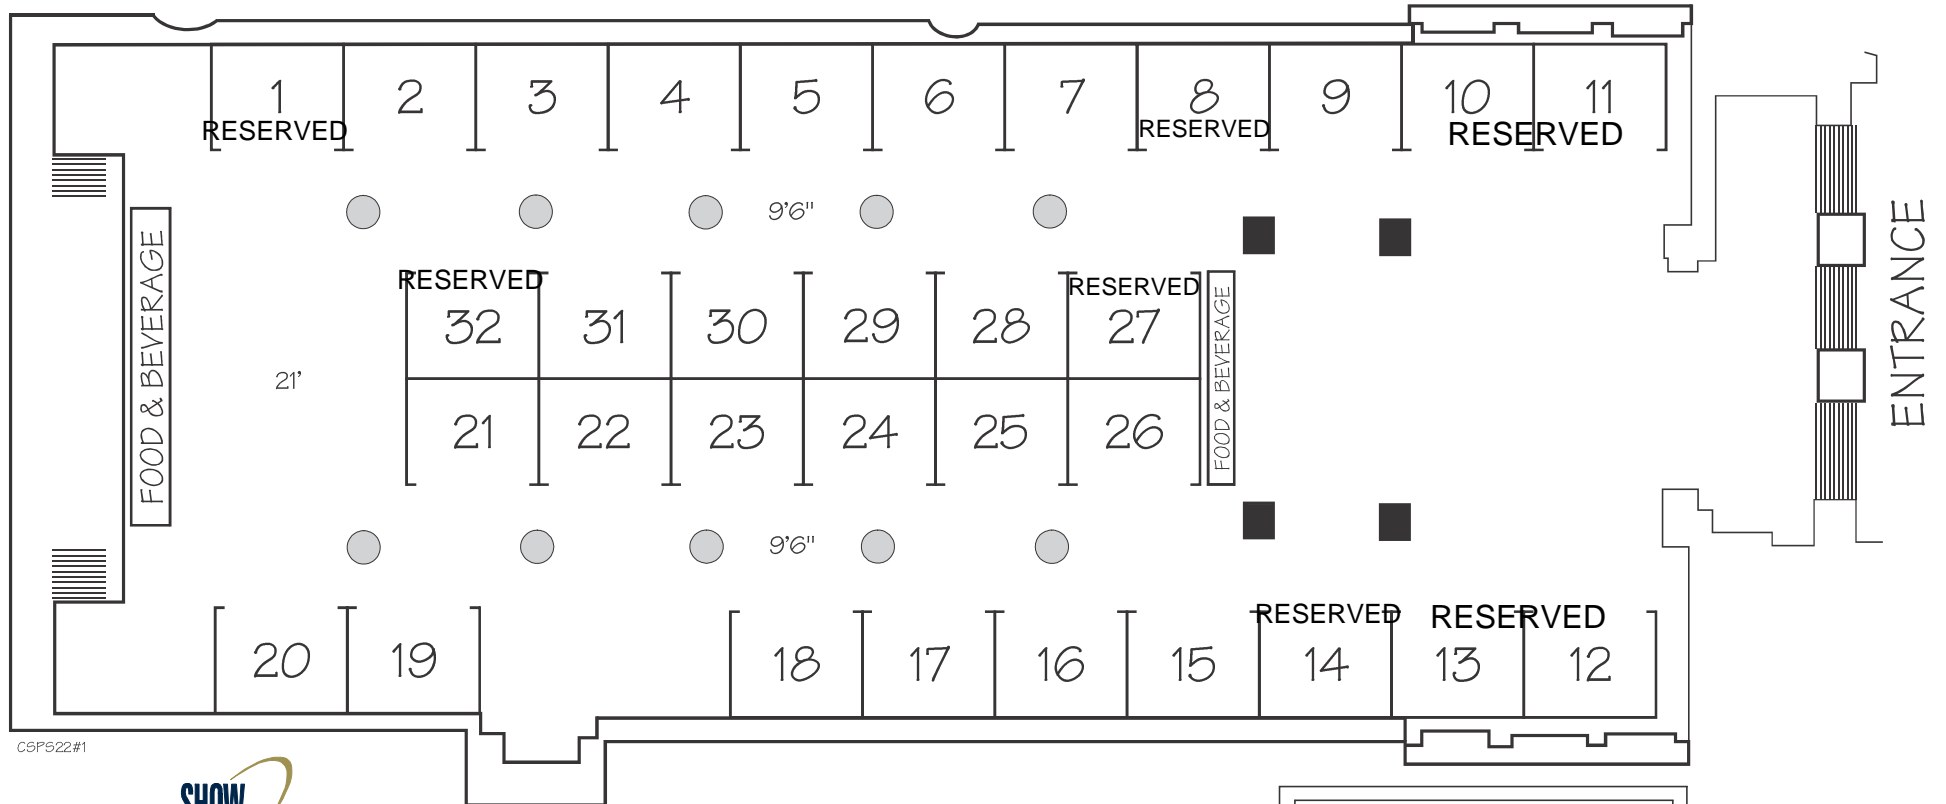 1 2 3 4 5 6 7 8 9 10 11
RESERVED RESERVED RESERVED
9'6"
ENTRANCE
FOOD & BEVERAGE
RESERVED RESERVED
32 31 30 29 28 27
FOOD & BEVERAGE
21'
21 22 23 24 25 26
9'6"
RESERVED RESERVED
20 19 18 17 16 15 14 13 12
CSPS22#1
SHOW